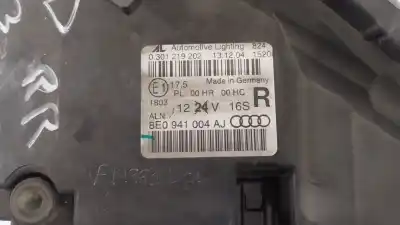 AL Automotive Lighting 824
0 301 219 202 13.12.04 1520
E1 17.5 Made in Germany
PL 00 HR 00 HC
1803
12 24 V 16S R
ALN
8E0 941 004 AJ
RR